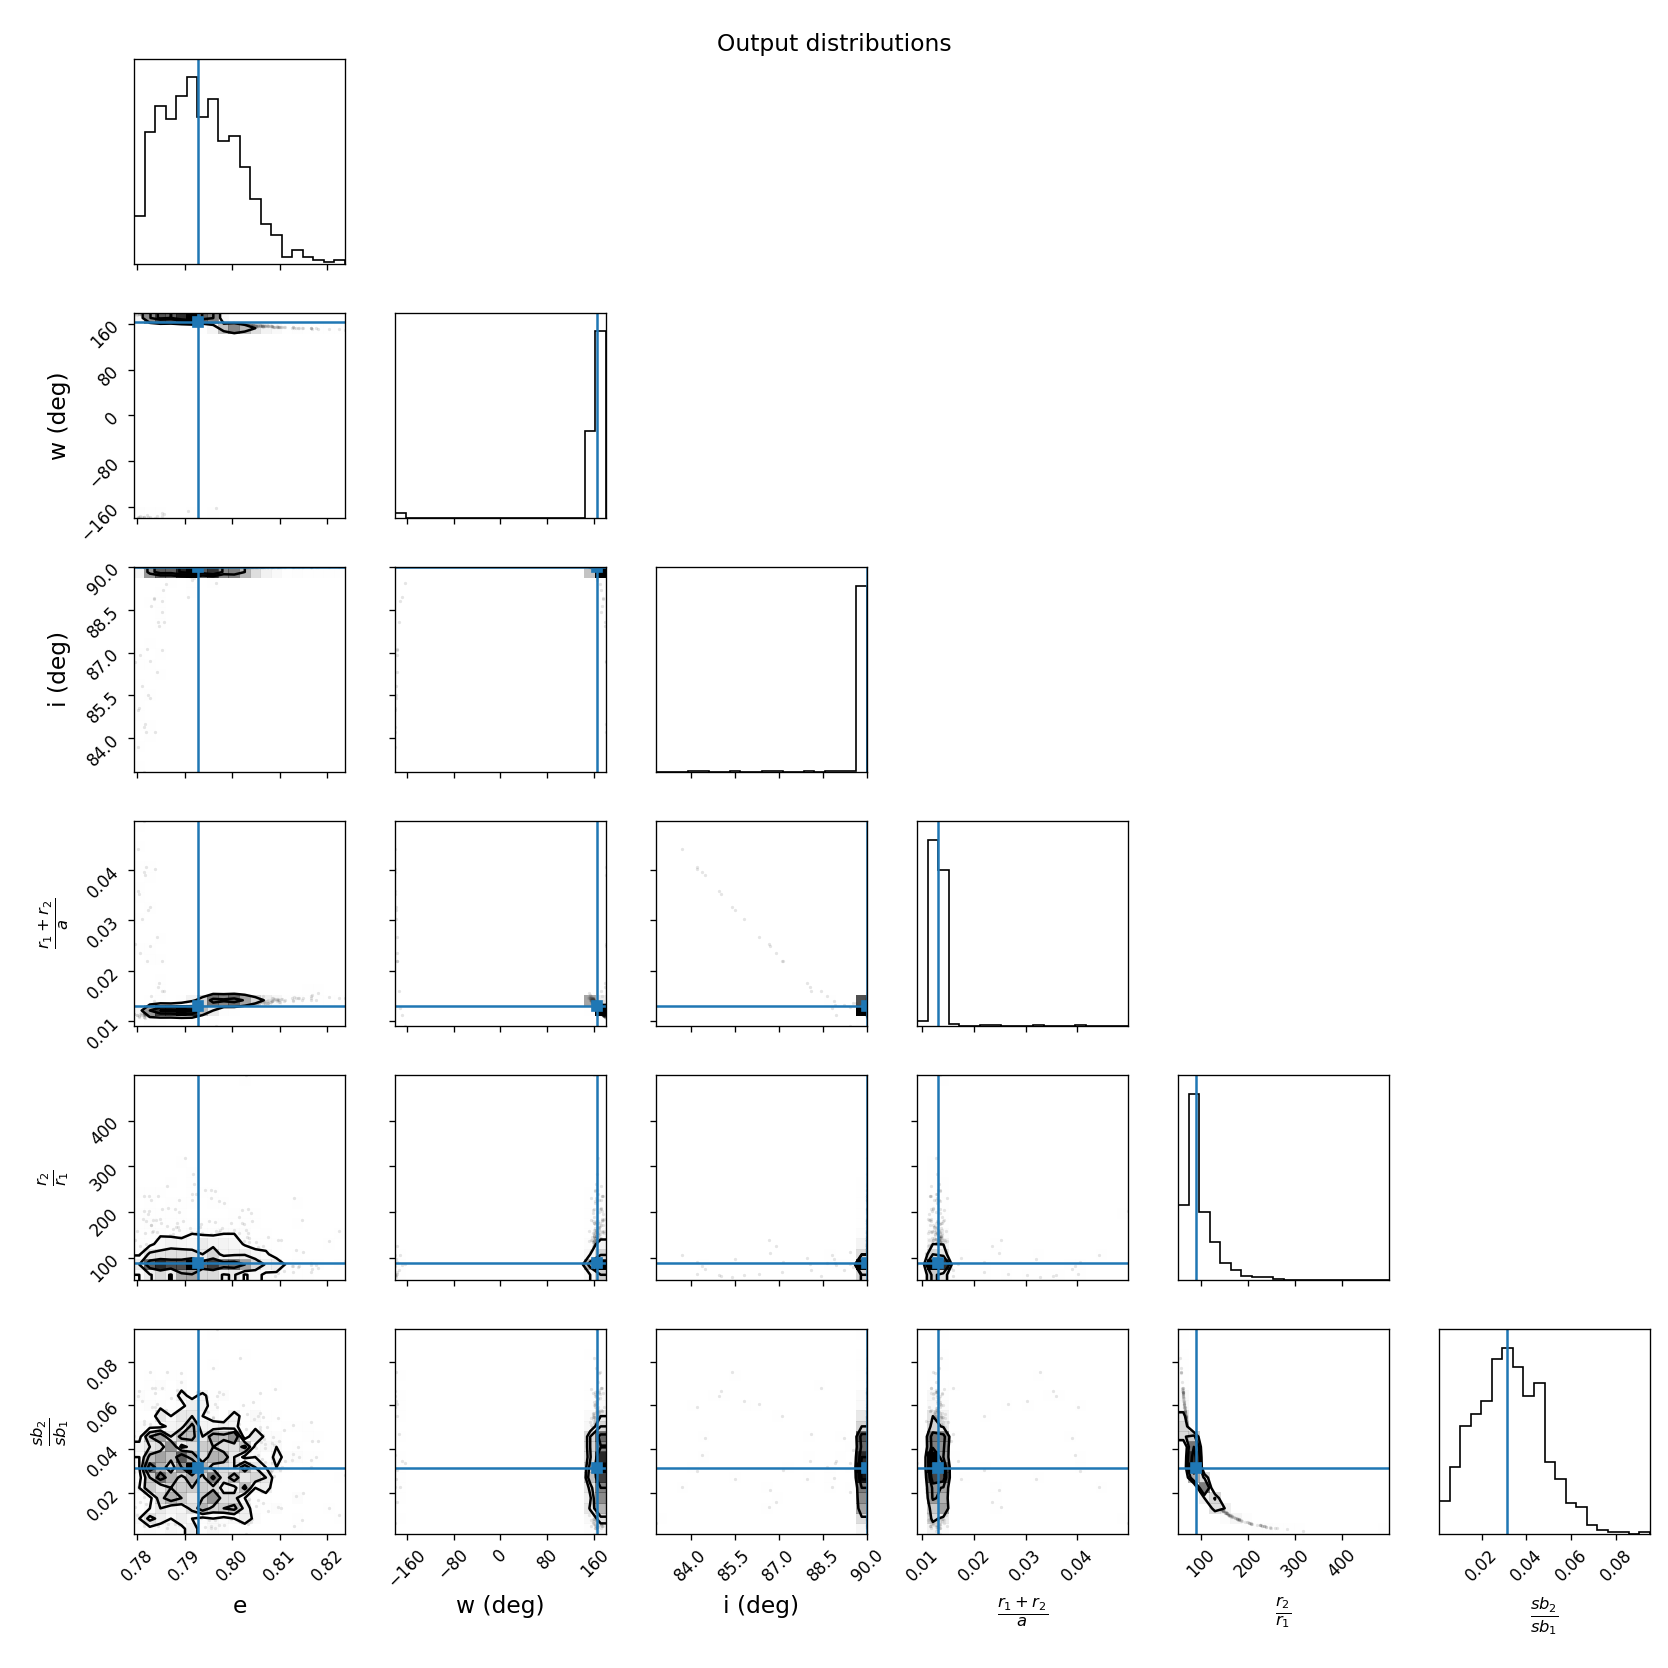 Output distributions
w (deg)
160
80
0
−80
−160
i (deg)
90.0
88.5
87.0
85.5
84.0
r₁ + r₂
a
0.04
0.03
0.02
0.01
r₂
r₁
400
300
200
100
sb₂
sb₁
0.08
0.06
0.04
0.02
0.78 0.79 0.80 0.81 0.82
−160 −80 0 80 160
84.0 85.5 87.0 88.5 90.0
0.01 0.02 0.03 0.04
100 200 300 400
0.02 0.04 0.06 0.08
e
w (deg)
i (deg)
r₁ + r₂
a
r₂
r₁
sb₂
sb₁